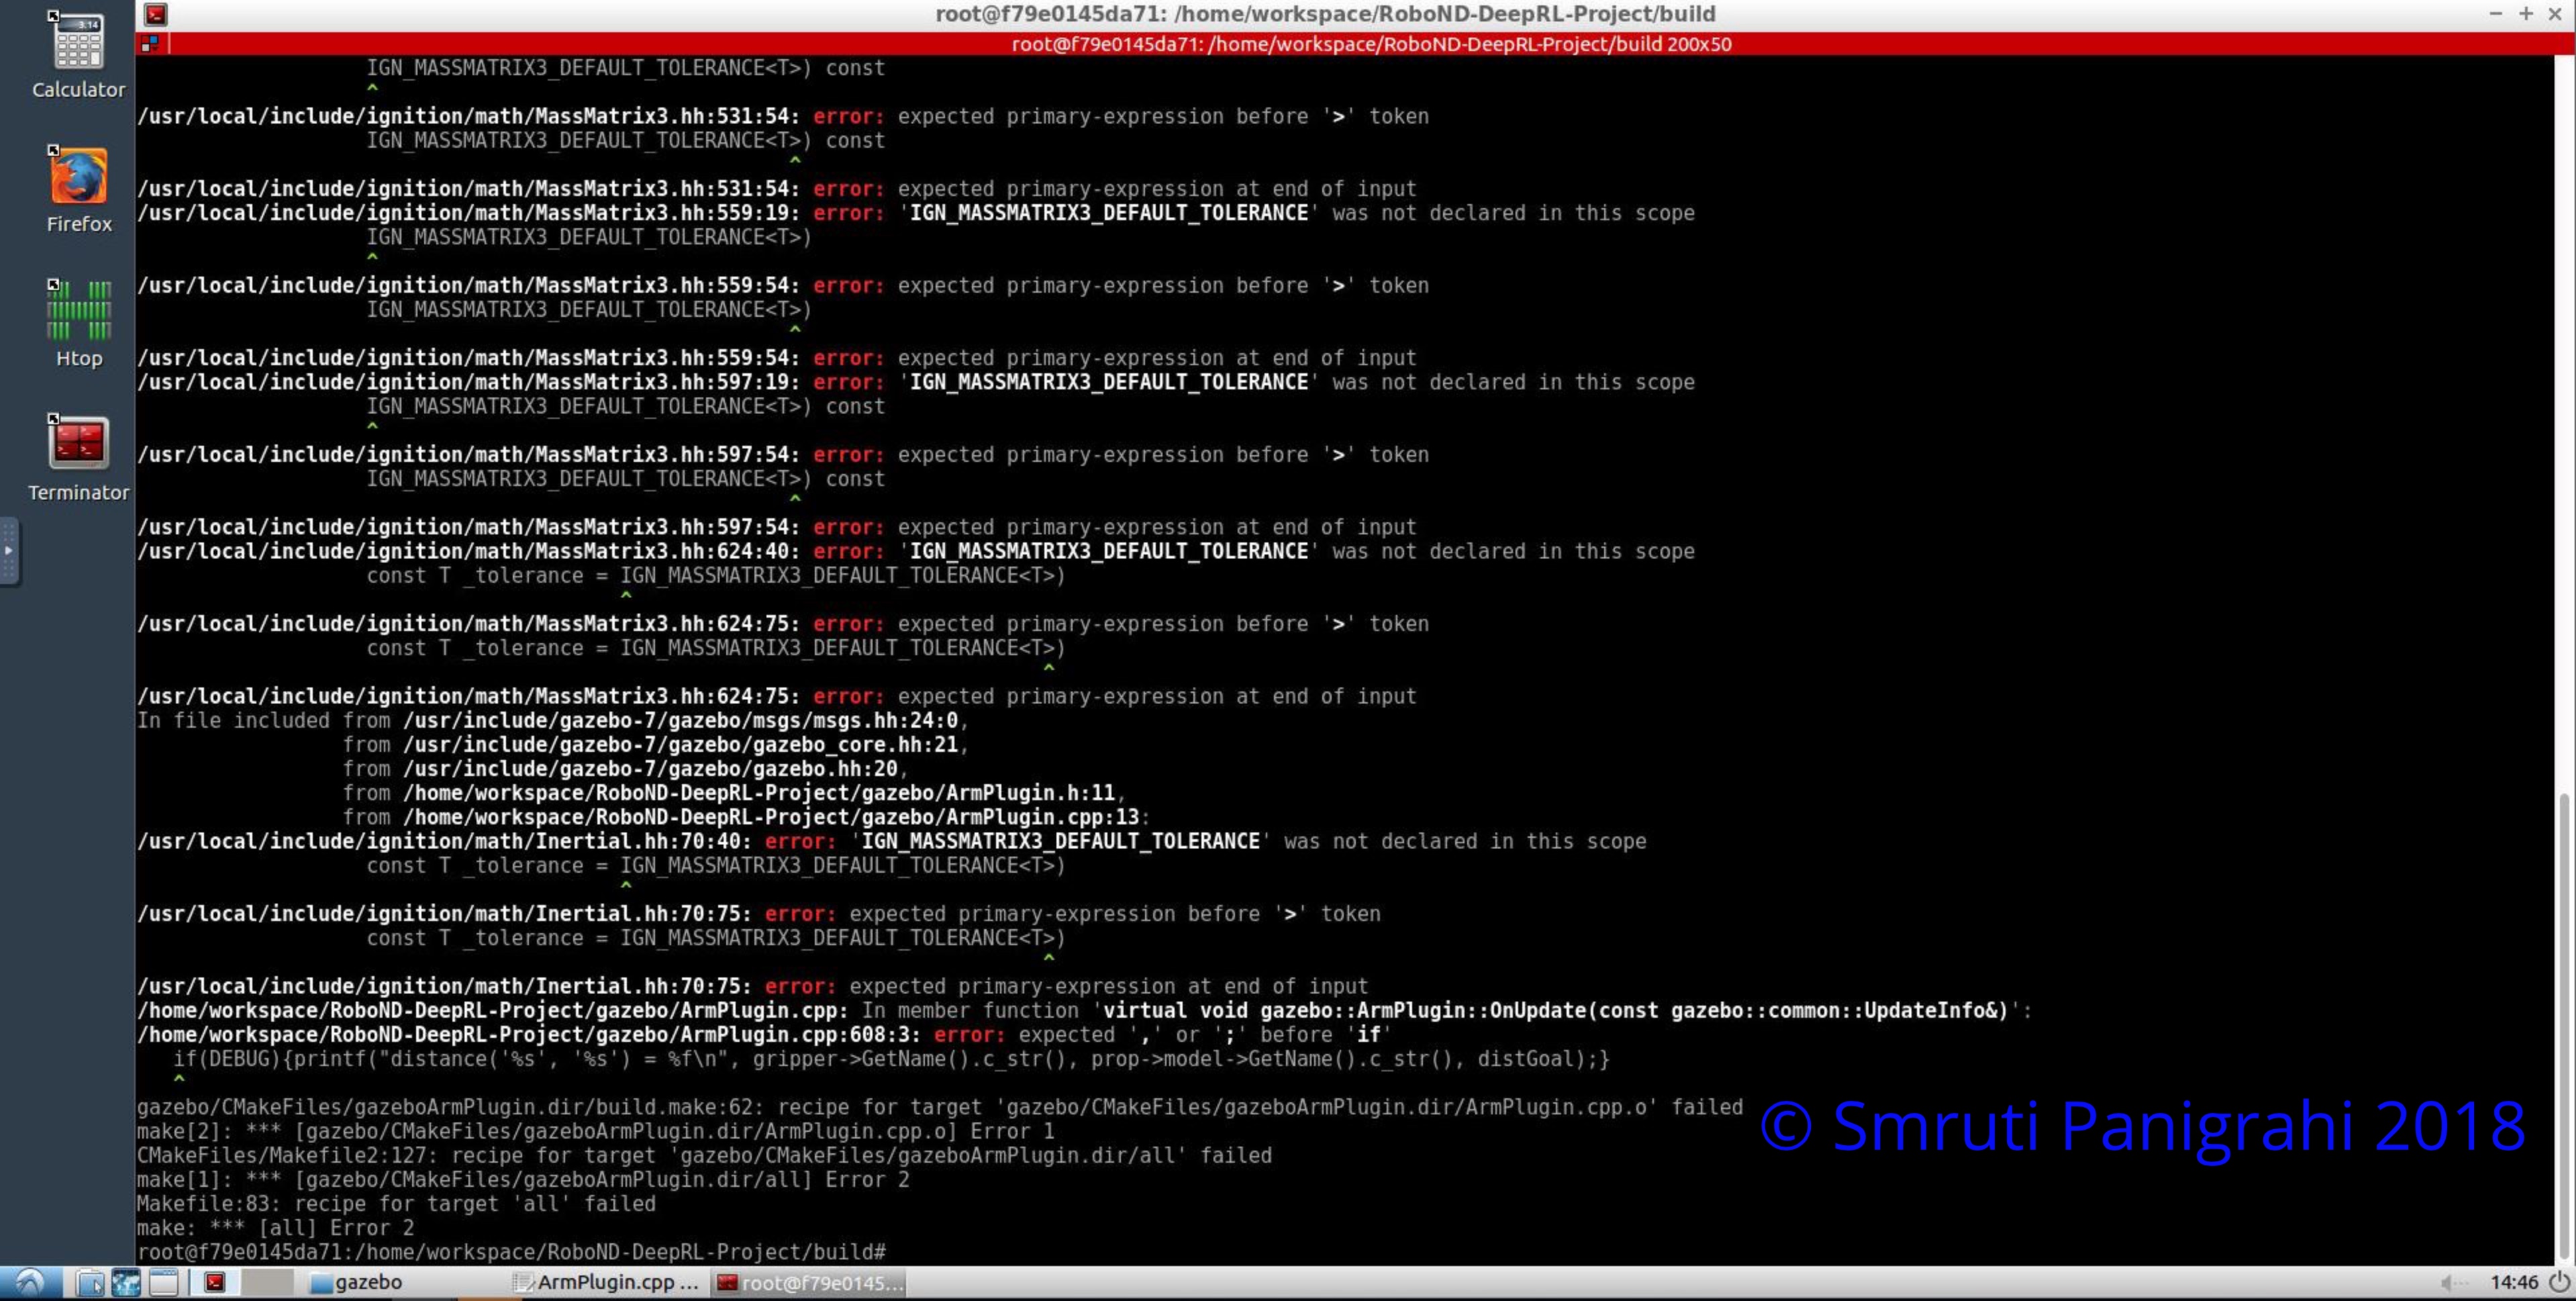 root@f79e0145da71: /home/workspace/RoboND-DeepRL-Project/build
root@f79e0145da71: /home/workspace/RoboND-DeepRL-Project/build 200x50
Calculator
Firefox
Htop
Terminator
IGN_MASSMATRIX3_DEFAULT_TOLERANCE<T>) const
^
/usr/local/include/ignition/math/MassMatrix3.hh:531:54: error: expected primary-expression before '>' token
IGN_MASSMATRIX3_DEFAULT_TOLERANCE<T>) const
^
/usr/local/include/ignition/math/MassMatrix3.hh:531:54: error: expected primary-expression at end of input
/usr/local/include/ignition/math/MassMatrix3.hh:559:19: error: 'IGN_MASSMATRIX3_DEFAULT_TOLERANCE' was not declared in this scope
IGN_MASSMATRIX3_DEFAULT_TOLERANCE<T>)
^
/usr/local/include/ignition/math/MassMatrix3.hh:559:54: error: expected primary-expression before '>' token
IGN_MASSMATRIX3_DEFAULT_TOLERANCE<T>)
^
/usr/local/include/ignition/math/MassMatrix3.hh:559:54: error: expected primary-expression at end of input
/usr/local/include/ignition/math/MassMatrix3.hh:597:19: error: 'IGN_MASSMATRIX3_DEFAULT_TOLERANCE' was not declared in this scope
IGN_MASSMATRIX3_DEFAULT_TOLERANCE<T>) const
^
/usr/local/include/ignition/math/MassMatrix3.hh:597:54: error: expected primary-expression before '>' token
IGN_MASSMATRIX3_DEFAULT_TOLERANCE<T>) const
^
/usr/local/include/ignition/math/MassMatrix3.hh:597:54: error: expected primary-expression at end of input
/usr/local/include/ignition/math/MassMatrix3.hh:624:40: error: 'IGN_MASSMATRIX3_DEFAULT_TOLERANCE' was not declared in this scope
const T _tolerance = IGN_MASSMATRIX3_DEFAULT_TOLERANCE<T>)
^
/usr/local/include/ignition/math/MassMatrix3.hh:624:75: error: expected primary-expression before '>' token
const T _tolerance = IGN_MASSMATRIX3_DEFAULT_TOLERANCE<T>)
^
/usr/local/include/ignition/math/MassMatrix3.hh:624:75: error: expected primary-expression at end of input
In file included from /usr/include/gazebo-7/gazebo/msgs/msgs.hh:24:0,
from /usr/include/gazebo-7/gazebo/gazebo_core.hh:21,
from /usr/include/gazebo-7/gazebo/gazebo.hh:20,
from /home/workspace/RoboND-DeepRL-Project/gazebo/ArmPlugin.h:11,
from /home/workspace/RoboND-DeepRL-Project/gazebo/ArmPlugin.cpp:13:
/usr/local/include/ignition/math/Inertial.hh:70:40: error: 'IGN_MASSMATRIX3_DEFAULT_TOLERANCE' was not declared in this scope
const T _tolerance = IGN_MASSMATRIX3_DEFAULT_TOLERANCE<T>)
^
/usr/local/include/ignition/math/Inertial.hh:70:75: error: expected primary-expression before '>' token
const T _tolerance = IGN_MASSMATRIX3_DEFAULT_TOLERANCE<T>)
^
/usr/local/include/ignition/math/Inertial.hh:70:75: error: expected primary-expression at end of input
/home/workspace/RoboND-DeepRL-Project/gazebo/ArmPlugin.cpp: In member function 'virtual void gazebo::ArmPlugin::OnUpdate(const gazebo::common::UpdateInfo&)':
/home/workspace/RoboND-DeepRL-Project/gazebo/ArmPlugin.cpp:608:3: error: expected ',' or ';' before 'if'
if(DEBUG){printf("distance('%s', '%s') = %f\n", gripper->GetName().c_str(), prop->model->GetName().c_str(), distGoal);}
^
gazebo/CMakeFiles/gazeboArmPlugin.dir/build.make:62: recipe for target 'gazebo/CMakeFiles/gazeboArmPlugin.dir/ArmPlugin.cpp.o' failed
make[2]: *** [gazebo/CMakeFiles/gazeboArmPlugin.dir/ArmPlugin.cpp.o] Error 1
CMakeFiles/Makefile2:127: recipe for target 'gazebo/CMakeFiles/gazeboArmPlugin.dir/all' failed
make[1]: *** [gazebo/CMakeFiles/gazeboArmPlugin.dir/all] Error 2
Makefile:83: recipe for target 'all' failed
make: *** [all] Error 2
root@f79e0145da71:/home/workspace/RoboND-DeepRL-Project/build#
© Smruti Panigrahi 2018
gazebo
ArmPlugin.cpp ...
root@f79e0145...
14:46
3.14